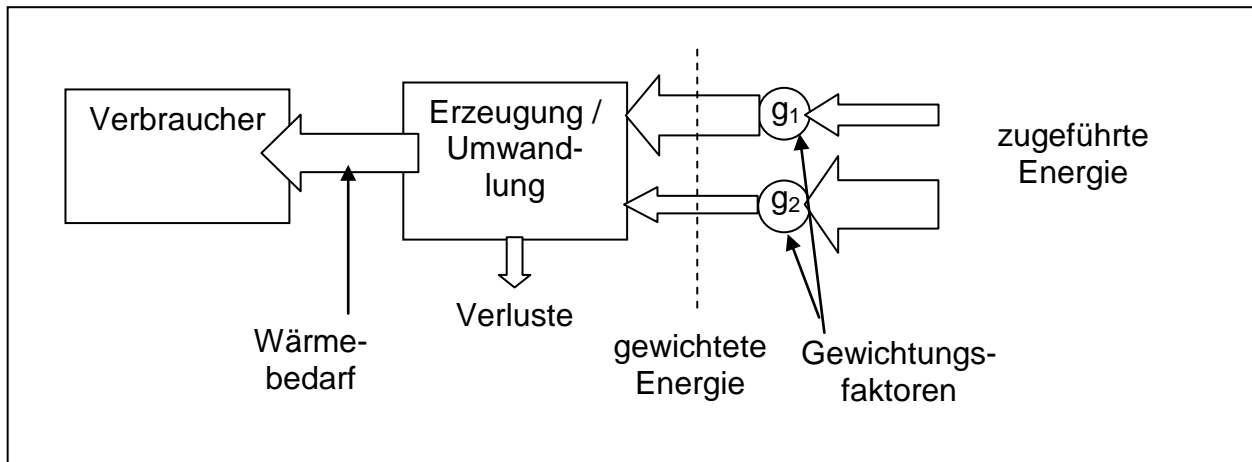 Verbraucher
Erzeugung /
Umwand-
lung
g₁
g₂
zugeführte
Energie
Verluste
Wärme-
bedarf
gewichtete
Energie
Gewichtungs-
faktoren